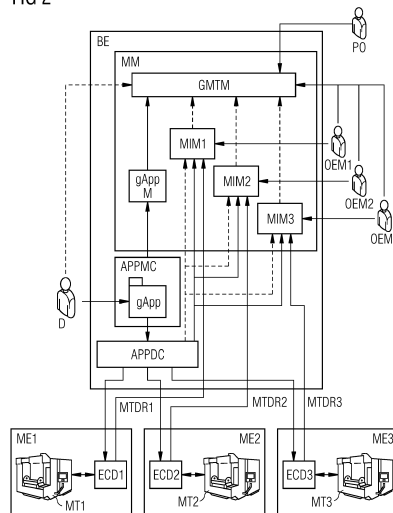 FIG 2
BE
PO
MM
GMTM
MIM1
OEM1
gApp
M
MIM2
OEM2
MIM3
OEM
APPMC
gApp
D
APPDC
MTDR1
MTDR2
MTDR3
ME1
ME2
ME3
ECD1
ECD2
ECD3
MT1
MT2
MT3